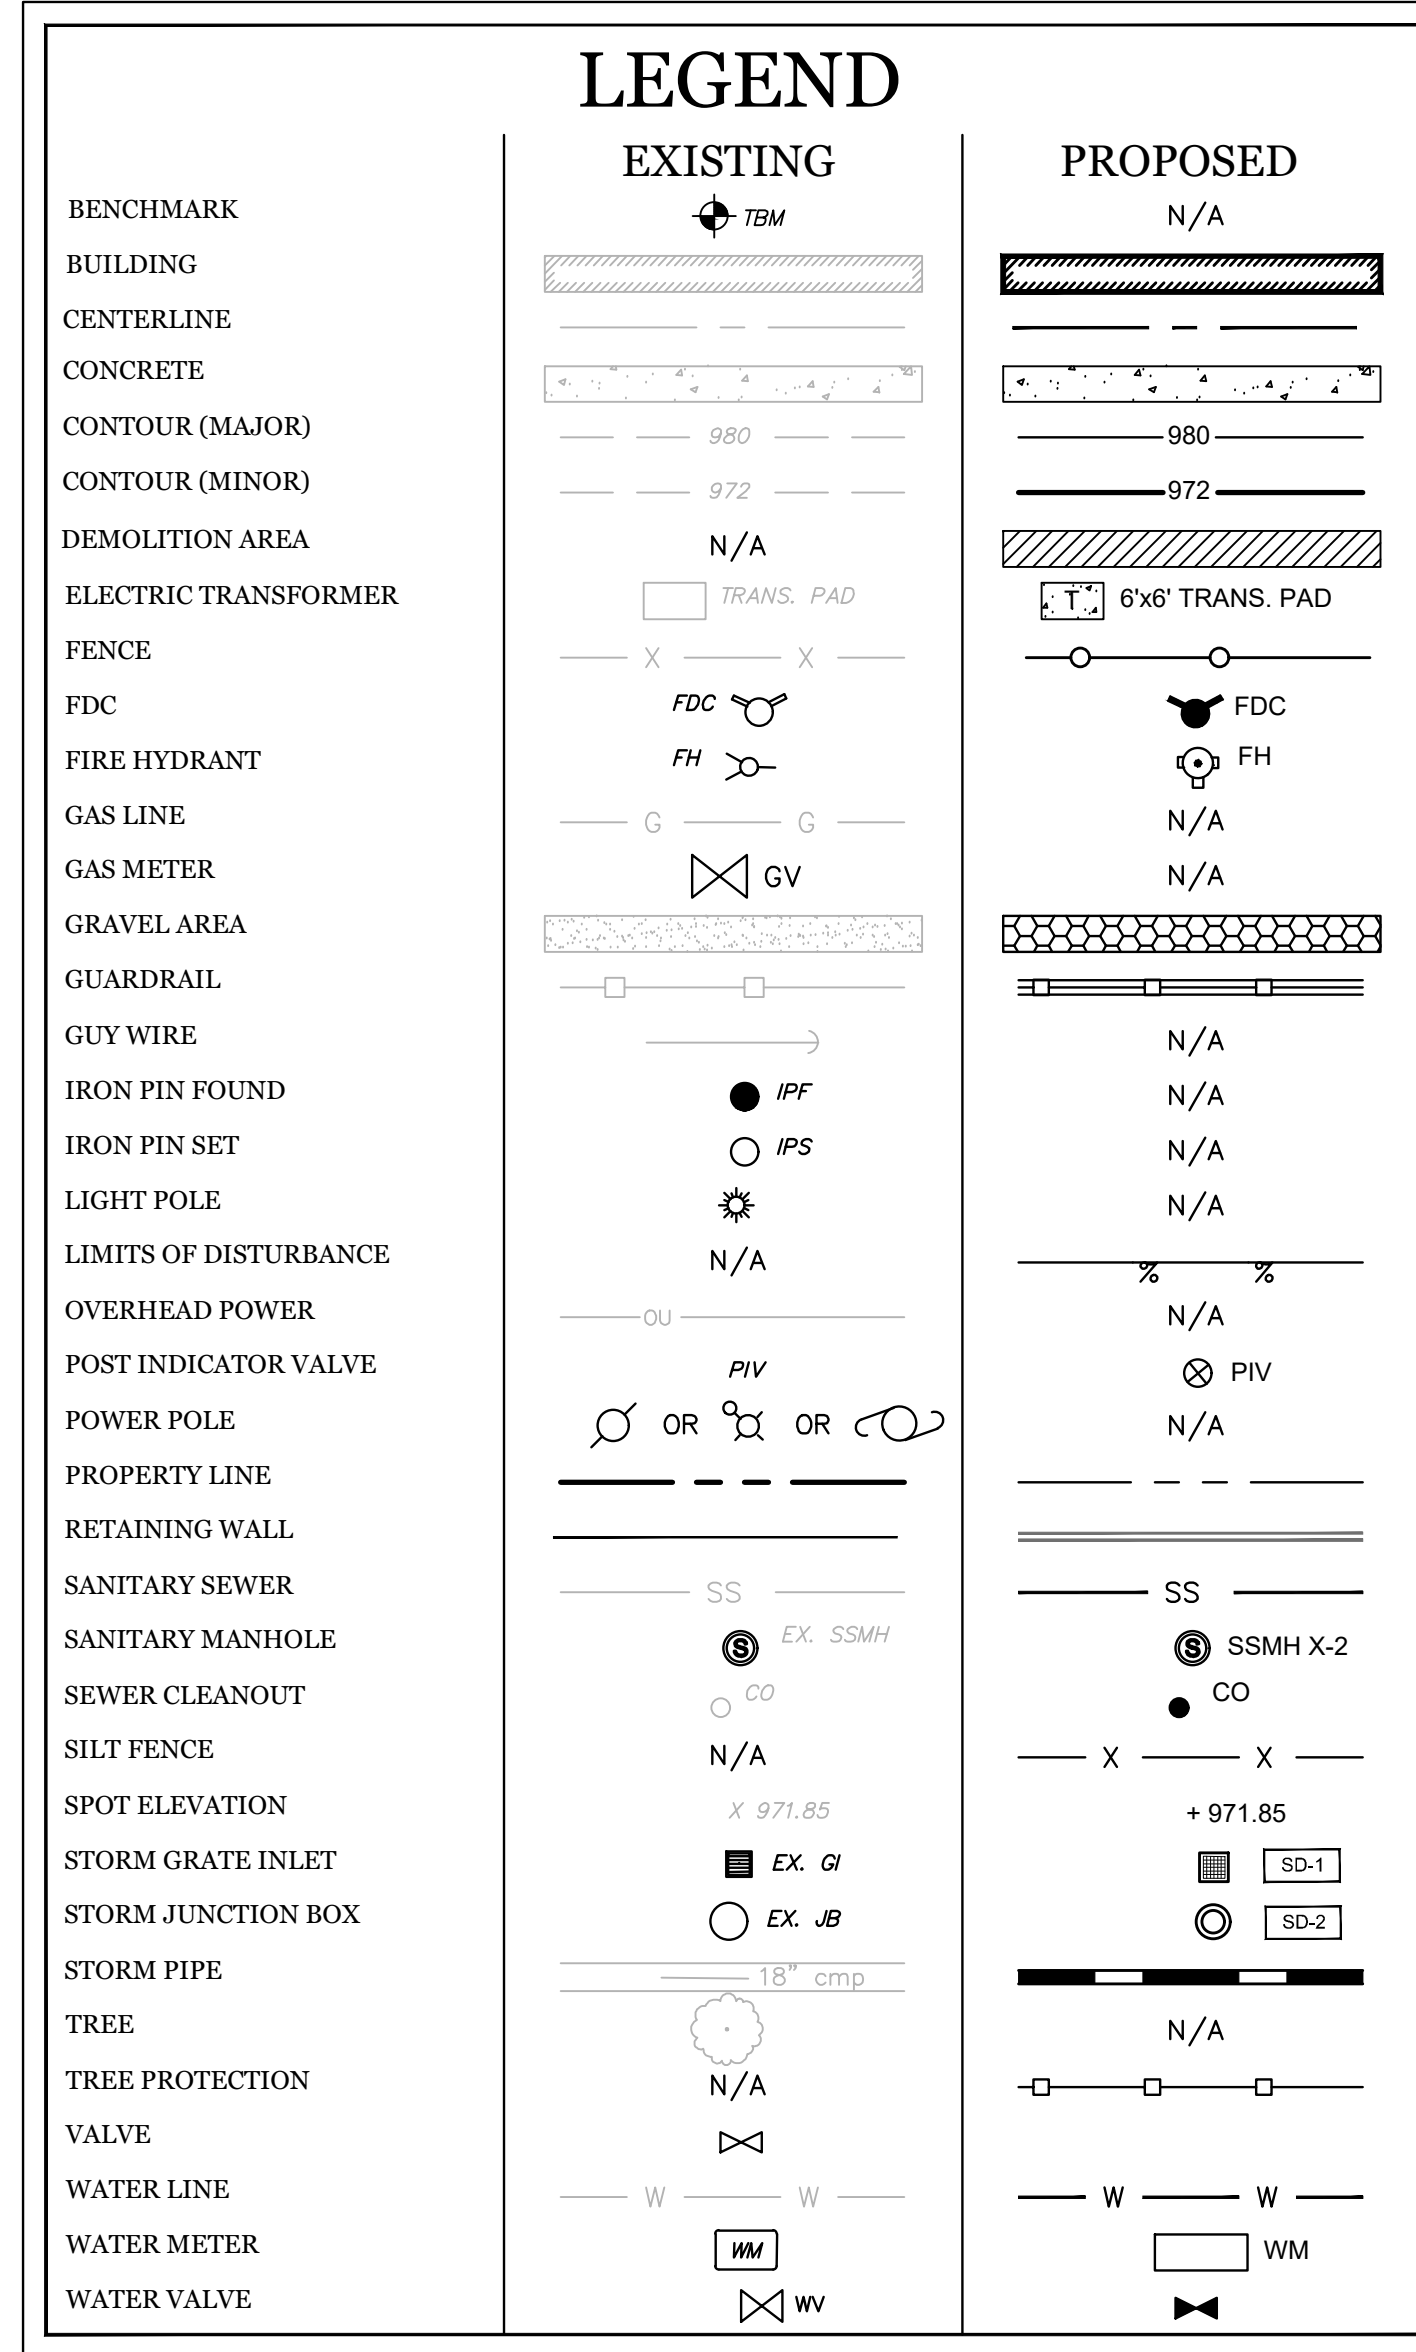 LEGEND
EXISTING PROPOSED
BENCHMARK TBM N/A
BUILDING
CENTERLINE
CONCRETE
CONTOUR (MAJOR) 980 980
CONTOUR (MINOR) 972 972
DEMOLITION AREA N/A
ELECTRIC TRANSFORMER TRANS. PAD T 6'x6' TRANS. PAD
FENCE X X
FDC FDC FDC
FIRE HYDRANT FH FH
GAS LINE G G N/A
GAS METER GV N/A
GRAVEL AREA
GUARDRAIL
GUY WIRE N/A
IRON PIN FOUND IPF N/A
IRON PIN SET IPS N/A
LIGHT POLE N/A
LIMITS OF DISTURBANCE N/A
OVERHEAD POWER OU N/A
POST INDICATOR VALVE PIV PIV
POWER POLE OR OR N/A
PROPERTY LINE
RETAINING WALL
SANITARY SEWER SS SS
SANITARY MANHOLE S EX. SSMH S SSMH X-2
SEWER CLEANOUT CO CO
SILT FENCE N/A X X
SPOT ELEVATION X 971.85 + 971.85
STORM GRATE INLET EX. GI SD-1
STORM JUNCTION BOX EX. JB SD-2
STORM PIPE 18" cmp
TREE N/A
TREE PROTECTION N/A
VALVE
WATER LINE W W W W
WATER METER WM WM
WATER VALVE WV